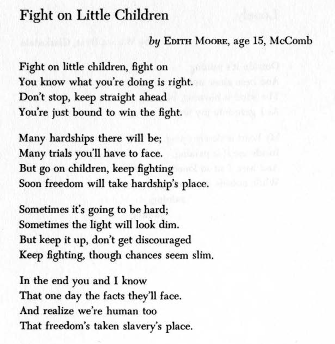 Fight on Little Children
by EDITH MOORE, age 15, McComb
Fight on little children, fight on
You know what you're doing is right.
Don't stop, keep straight ahead
You're just bound to win the fight.
Many hardships there will be;
Many trials you'll have to face.
But go on children, keep fighting
Soon freedom will take hardship's place.
Sometimes it's going to be hard;
Sometimes the light will look dim.
But keep it up, don't get discouraged
Keep fighting, though chances seem slim.
In the end you and I know
That one day the facts they'll face.
And realize we're human too
That freedom's taken slavery's place.